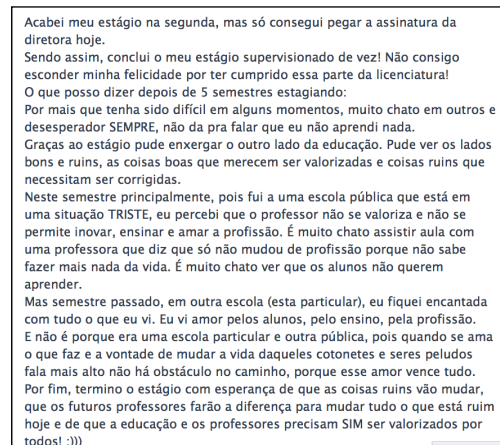 Acabei meu estágio na segunda, mas só consegui pegar a assinatura da
diretora hoje.
Sendo assim, conclui o meu estágio supervisionado de vez! Não consigo
esconder minha felicidade por ter cumprido essa parte da licenciatura!
O que posso dizer depois de 5 semestres estagiando:
Por mais que tenha sido difícil em alguns momentos, muito chato em outros e
desesperador SEMPRE, não da pra falar que eu não aprendi nada.
Graças ao estágio pude enxergar o outro lado da educação. Pude ver os lados
bons e ruins, as coisas boas que merecem ser valorizadas e coisas ruins que
necessitam ser corrigidas.
Neste semestre principalmente, pois fui a uma escola pública que está em
uma situação TRISTE, eu percebi que o professor não se valoriza e não se
permite inovar, ensinar e amar a profissão. É muito chato assistir aula com
uma professora que diz que só não mudou de profissão porque não sabe
fazer mais nada da vida. É muito chato ver que os alunos não querem
aprender.
Mas semestre passado, em outra escola (esta particular), eu fiquei encantada
com tudo o que eu vi. Eu vi amor pelos alunos, pelo ensino, pela profissão.
E não é porque era uma escola particular e outra pública, pois quando se ama
o que faz e a vontade de mudar a vida daqueles cotonetes e seres peludos
fala mais alto não há obstáculo no caminho, porque esse amor vence tudo.
Por fim, termino o estágio com esperança de que as coisas ruins vão mudar,
que os futuros professores farão a diferença para mudar tudo o que está ruim
hoje e de que a educação e os professores precisam SIM ser valorizados por
todos! :)))